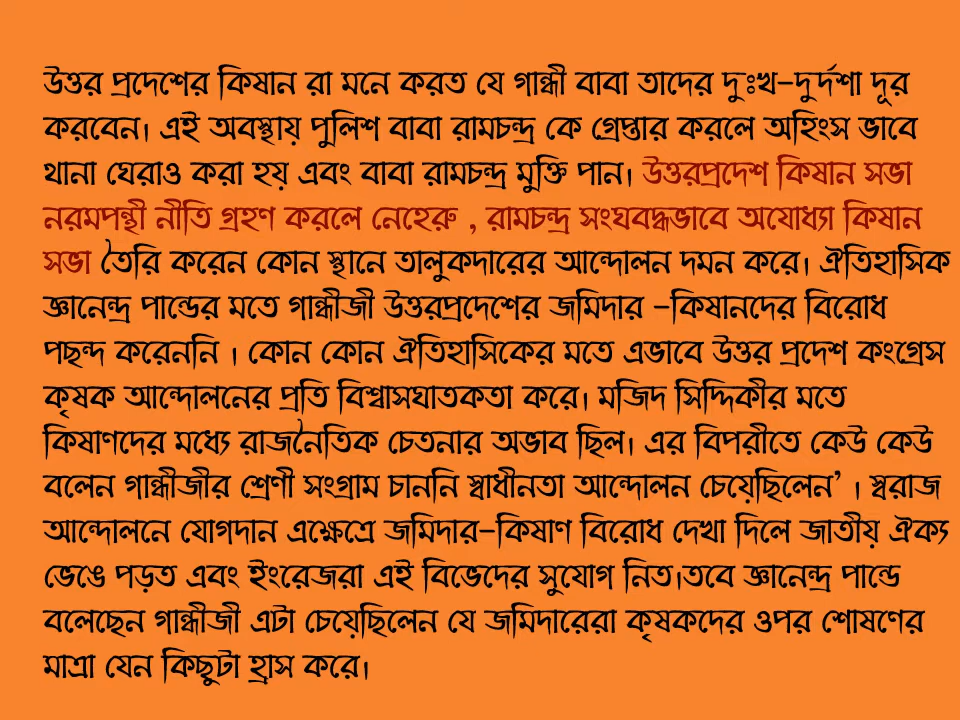 উত্তর প্রদেশের কিষান রা মনে করত যে গান্ধী বাবা তাদের দুঃখ-দুর্দশা দূর
করবেন। এই অবস্থায় পুলিশ বাবা রামচন্দ্র কে গ্রেপ্তার করলে অহিংস ভাবে
থানা ঘেরাও করা হয় এবং বাবা রামচন্দ্র মুক্তি পান। উত্তরপ্রদেশ কিষান সভা
নরমপন্থী নীতি গ্রহণ করলে নেহেরু , রামচন্দ্র সংঘবদ্ধভাবে অযোধ্যা কিষান
সভা তৈরি করেন কোন স্থানে তালুকদারের আন্দোলন দমন করে। ঐতিহাসিক
জ্ঞানেন্দ্র পান্ডের মতে গান্ধীজী উত্তরপ্রদেশের জমিদার -কিষানদের বিরোধ
পছন্দ করেননি । কোন কোন ঐতিহাসিকের মতে এভাবে উত্তর প্রদেশ কংগ্রেস
কৃষক আন্দোলনের প্রতি বিশ্বাসঘাতকতা করে। মজিদ সিদ্দিকীর মতে
কিষাণদের মধ্যে রাজনৈতিক চেতনার অভাব ছিল। এর বিপরীতে কেউ কেউ
বলেন গান্ধীজীর শ্রেণী সংগ্রাম চাননি স্বাধীনতা আন্দোলন চেয়েছিলেন’ । স্বরাজ
আন্দোলনে যোগদান এক্ষেত্রে জমিদার-কিষাণ বিরোধ দেখা দিলে জাতীয় ঐক্য
ভেঙে পড়ত এবং ইংরেজরা এই বিভেদের সুযোগ নিত।তবে জ্ঞানেন্দ্র পান্ডে
বলেছেন গান্ধীজী এটা চেয়েছিলেন যে জমিদারেরা কৃষকদের ওপর শোষণের
মাত্রা যেন কিছুটা হ্রাস করে।